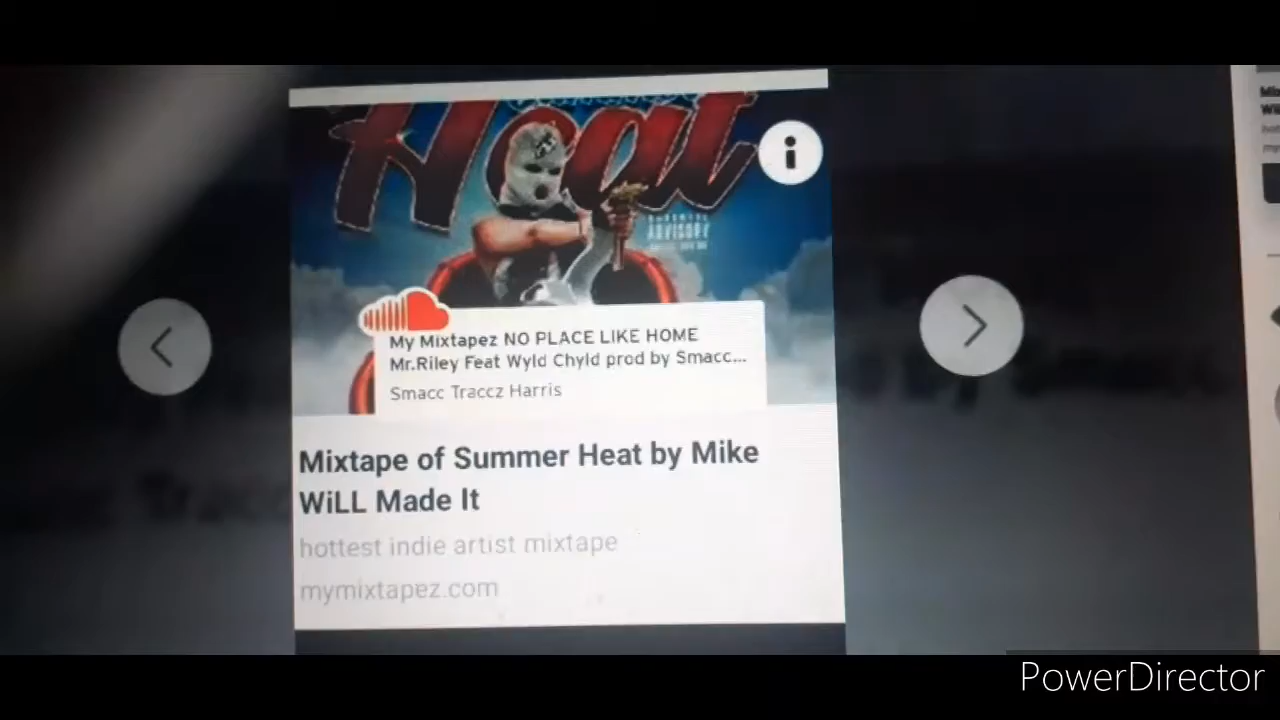 Heat
ADVISORY
My Mixtapez NO PLACE LIKE HOME
Mr.Riley Feat Wyld Chyld prod by Smacc...
Smacc Traccz Harris
Mixtape of Summer Heat by Mike
WiLL Made It
hottest indie artist mixtape
mymixtapez.com
PowerDirector